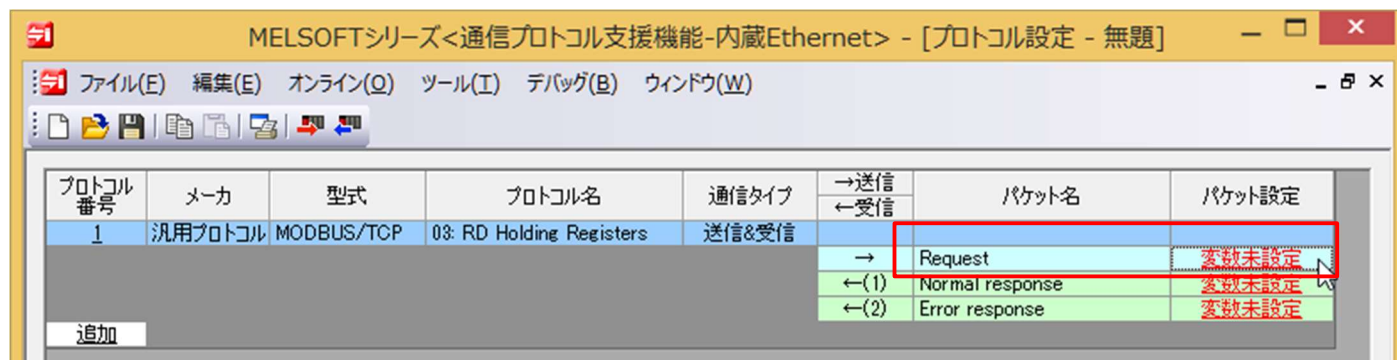 MELSOFTシリーズ<通信プロトコル支援機能-内蔵Ethernet> - [プロトコル設定 - 無題]
ファイル(F) 編集(E) オンライン(O) ツール(T) デバッグ(B) ウィンドウ(W)
プロトコル番号 メーカ 型式 プロトコル名 通信タイプ →送信 ←受信 パケット名 パケット設定
1 汎用プロトコル MODBUS/TCP 03: RD Holding Registers 送信&受信
→ Request 変数未設定
←(1) Normal response 変数未設定
←(2) Error response 変数未設定
追加